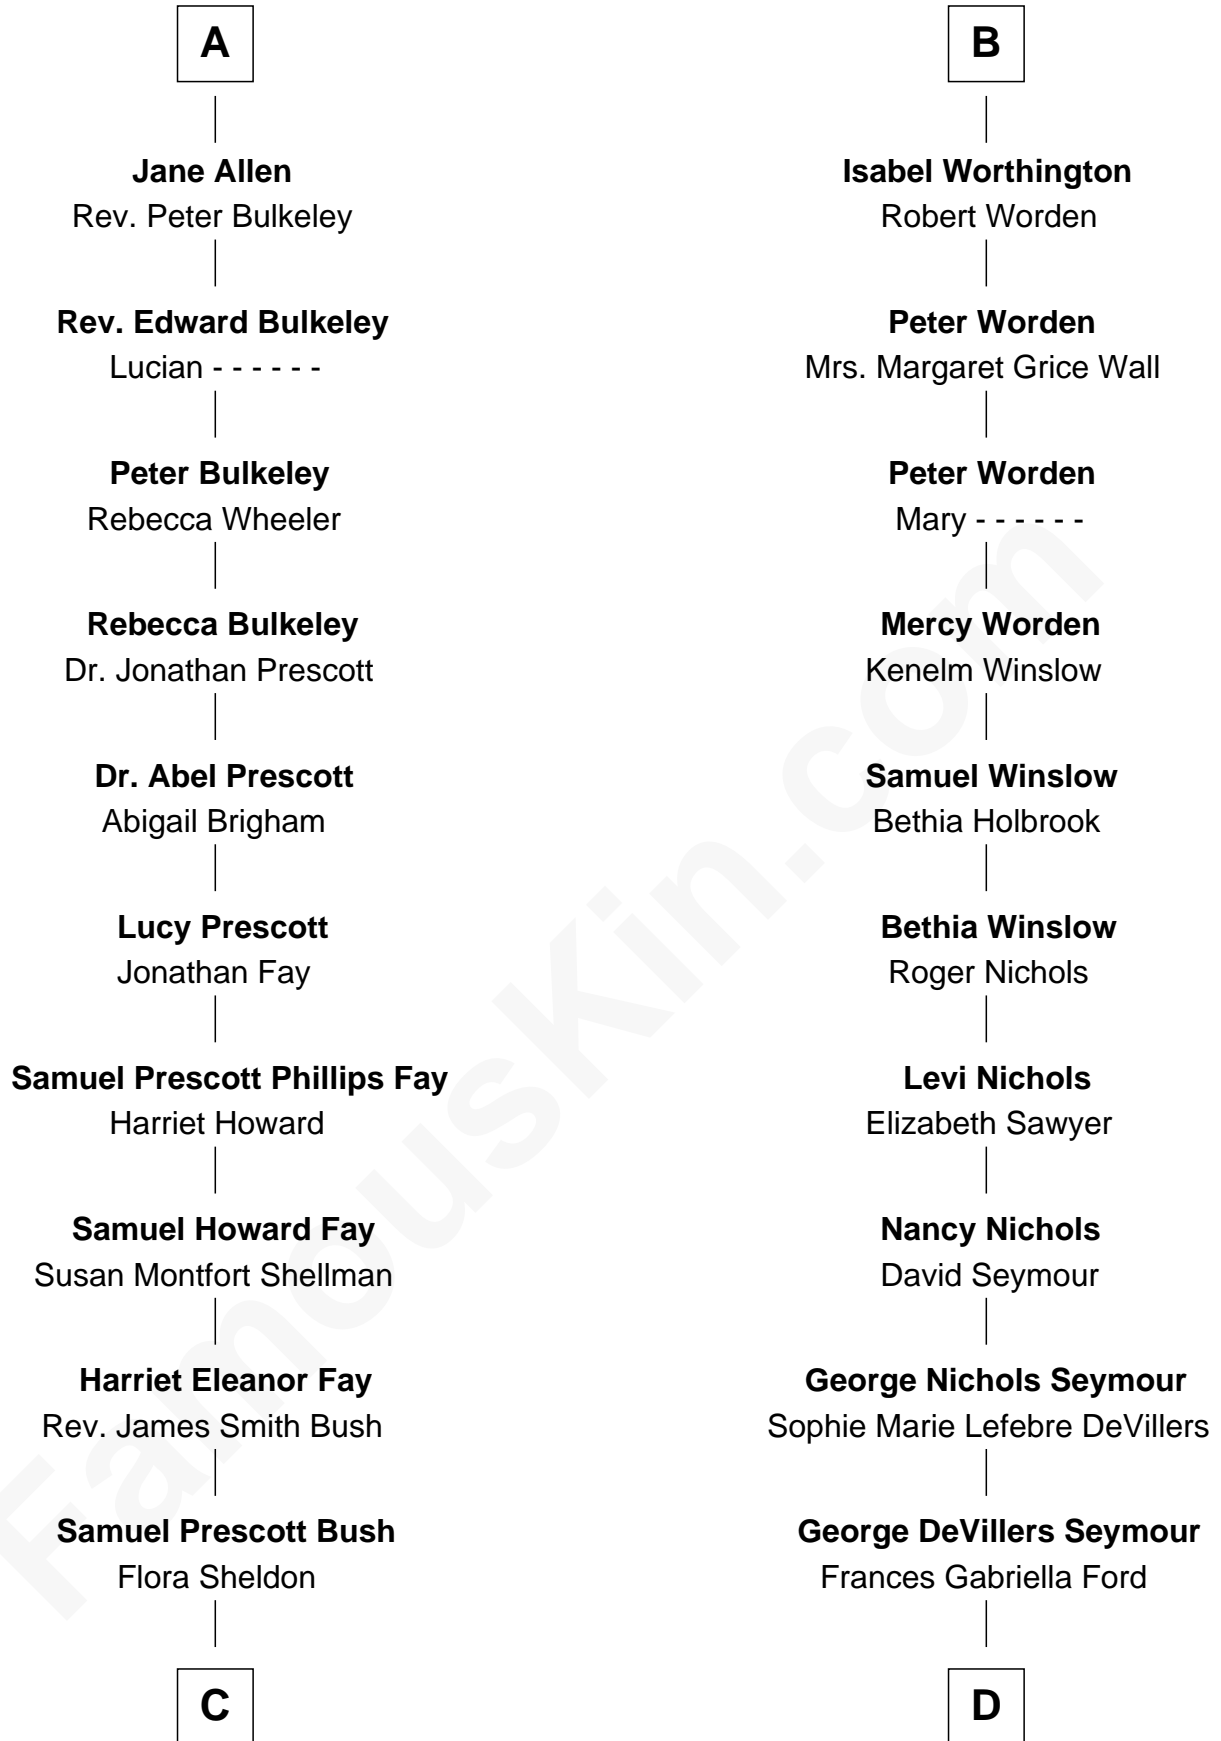 A
Jane Allen
Rev. Peter Bulkeley
Rev. Edward Bulkeley
Lucian - - - - - -
Peter Bulkeley
Rebecca Wheeler
Rebecca Bulkeley
Dr. Jonathan Prescott
Dr. Abel Prescott
Abigail Brigham
Lucy Prescott
Jonathan Fay
Samuel Prescott Phillips Fay
Harriet Howard
Samuel Howard Fay
Susan Montfort Shellman
Harriet Eleanor Fay
Rev. James Smith Bush
Samuel Prescott Bush
Flora Sheldon
C
B
Isabel Worthington
Robert Worden
Peter Worden
Mrs. Margaret Grice Wall
Peter Worden
Mary - - - - - -
Mercy Worden
Kenelm Winslow
Samuel Winslow
Bethia Holbrook
Bethia Winslow
Roger Nichols
Levi Nichols
Elizabeth Sawyer
Nancy Nichols
David Seymour
George Nichols Seymour
Sophie Marie Lefebre DeVillers
George DeVillers Seymour
Frances Gabriella Ford
D
FamousKin.com